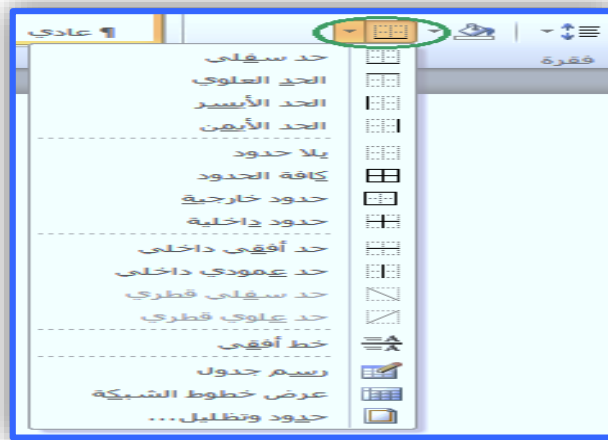 ¶ عادي
فقرة
حد سفلي
الحد العلوي
الحد الأيسر
الحد الأيمن
بلا حدود
كافة الحدود
حدود خارجية
حدود داخلية
حد أفقي داخلي
حد عمودي داخلي
حد سفلي قطري
حد علوي قطري
خط أفقي
رسم جدول
عرض خطوط الشبكة
حدود وتظليل...